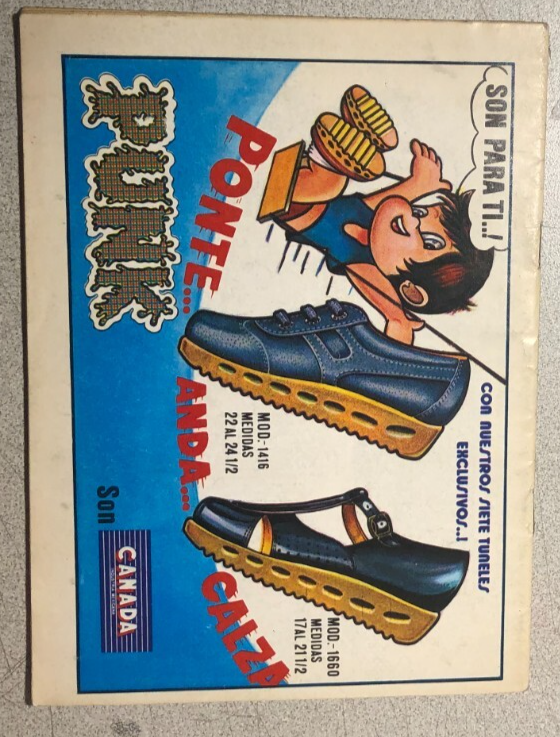 SON PARA TI..!
CON NUESTROS SIETE TUNELES
EXCLUSIVOS..!
MOD.-1416
MEDIDAS
22 AL 24 1/2
MOD.-1660
MEDIDAS
17 AL 21 1/2
PONTE... ANDA... CALZA
PUNK
Son CANADA